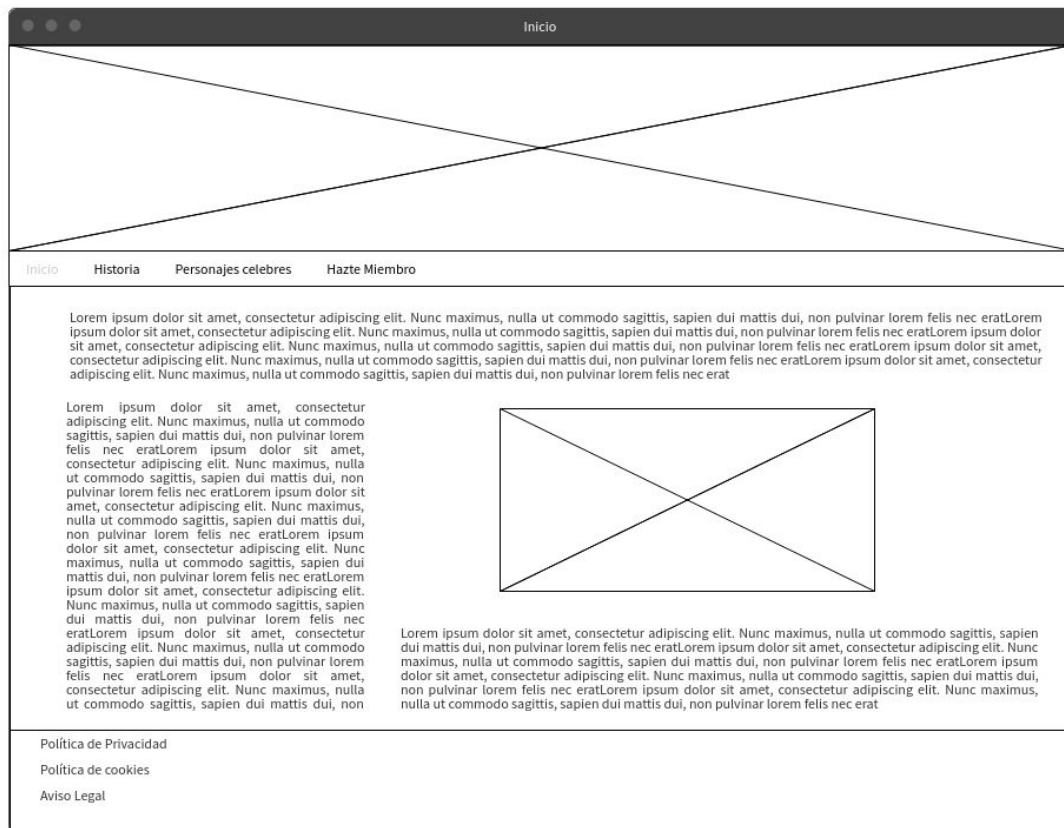 Inicio
Inicio Historia Personajes celebres Hazte Miembro
Lorem ipsum dolor sit amet, consectetur adipiscing elit. Nunc maximus, nulla ut commodo sagittis, sapien dui mattis dui, non pulvinar lorem felis nec eratLorem
ipsum dolor sit amet, consectetur adipiscing elit. Nunc maximus, nulla ut commodo sagittis, sapien dui mattis dui, non pulvinar lorem felis nec eratLorem ipsum dolor
sit amet, consectetur adipiscing elit. Nunc maximus, nulla ut commodo sagittis, sapien dui mattis dui, non pulvinar lorem felis nec eratLorem ipsum dolor sit amet,
consectetur adipiscing elit. Nunc maximus, nulla ut commodo sagittis, sapien dui mattis dui, non pulvinar lorem felis nec eratLorem ipsum dolor sit amet, consectetur
adipiscing elit. Nunc maximus, nulla ut commodo sagittis, sapien dui mattis dui, non pulvinar lorem felis nec erat
Lorem ipsum dolor sit amet, consectetur
adipiscing elit. Nunc maximus, nulla ut commodo
sagittis, sapien dui mattis dui, non pulvinar lorem
felis nec eratLorem ipsum dolor sit amet,
consectetur adipiscing elit. Nunc maximus, nulla
ut commodo sagittis, sapien dui mattis dui, non
pulvinar lorem felis nec eratLorem ipsum dolor sit
amet, consectetur adipiscing elit. Nunc maximus,
nulla ut commodo sagittis, sapien dui mattis dui,
non pulvinar lorem felis nec eratLorem ipsum
dolor sit amet, consectetur adipiscing elit. Nunc
maximus, nulla ut commodo sagittis, sapien dui
mattis dui, non pulvinar lorem felis nec eratLorem
ipsum dolor sit amet, consectetur adipiscing elit.
Nunc maximus, nulla ut commodo sagittis, sapien
dui mattis dui, non pulvinar lorem felis nec
eratLorem ipsum dolor sit amet, consectetur
adipiscing elit. Nunc maximus, nulla ut commodo
sagittis, sapien dui mattis dui, non pulvinar lorem
felis nec eratLorem ipsum dolor sit amet,
consectetur adipiscing elit. Nunc maximus, nulla
ut commodo sagittis, sapien dui mattis dui, non
Lorem ipsum dolor sit amet, consectetur adipiscing elit. Nunc maximus, nulla ut commodo sagittis, sapien
dui mattis dui, non pulvinar lorem felis nec eratLorem ipsum dolor sit amet, consectetur adipiscing elit. Nunc
maximus, nulla ut commodo sagittis, sapien dui mattis dui, non pulvinar lorem felis nec eratLorem ipsum
dolor sit amet, consectetur adipiscing elit. Nunc maximus, nulla ut commodo sagittis, sapien dui mattis dui,
non pulvinar lorem felis nec eratLorem ipsum dolor sit amet, consectetur adipiscing elit. Nunc maximus,
nulla ut commodo sagittis, sapien dui mattis dui, non pulvinar lorem felis nec erat
Política de Privacidad
Política de cookies
Aviso Legal